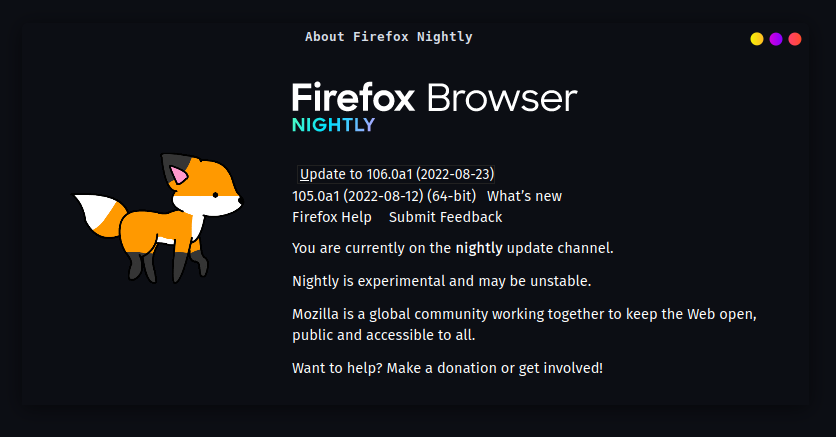 About Firefox Nightly
Firefox Browser
NIGHTLY
Update to 106.0a1 (2022-08-23)
105.0a1 (2022-08-12) (64-bit) What's new
Firefox Help Submit Feedback
You are currently on the nightly update channel.
Nightly is experimental and may be unstable.
Mozilla is a global community working together to keep the Web open,
public and accessible to all.
Want to help? Make a donation or get involved!